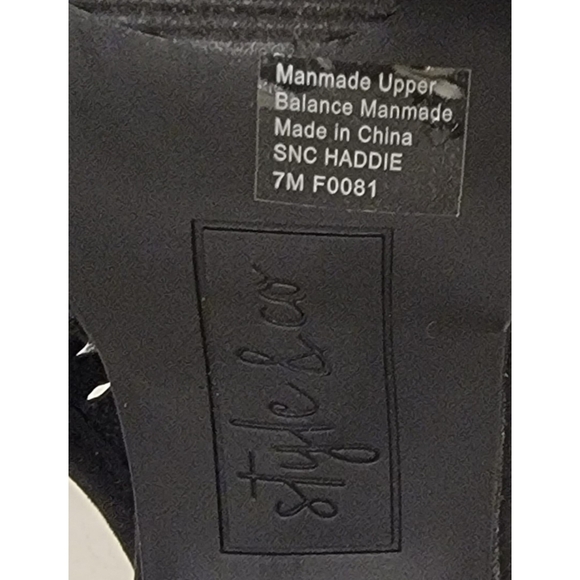 Manmade Upper
Balance Manmade
Made in China
SNC HADDIE
7M F0081
style & co